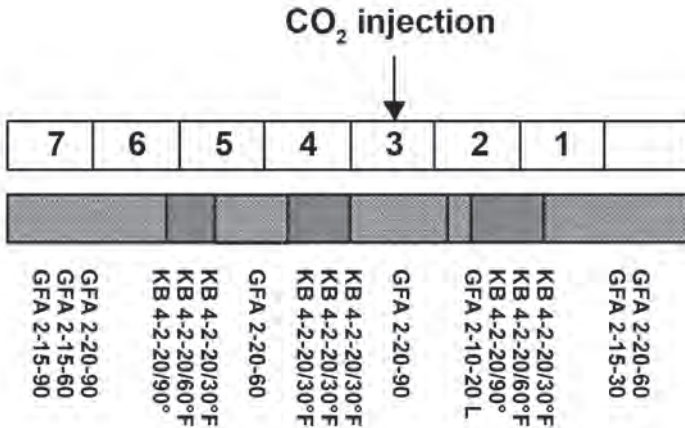 CO₂ injection
7 6 5 4 3 2 1
GFA 2-20-90
GFA 2-15-60
GFA 2-15-90
KB 4-2--20/30°F
KB 4-2--20/60°F
KB 4-2--20/90°
GFA 2-20-60
KB 4-2--20/30°F
KB 4-2--20/30°F
KB 4-2--20/30°F
GFA 2-20-90
GFA 2-10-20-L
KB 4-2--20/30°F
KB 4-2--20/60°F
KB 4-2--20/90°
GFA 2-20-60
GFA 2-15-30